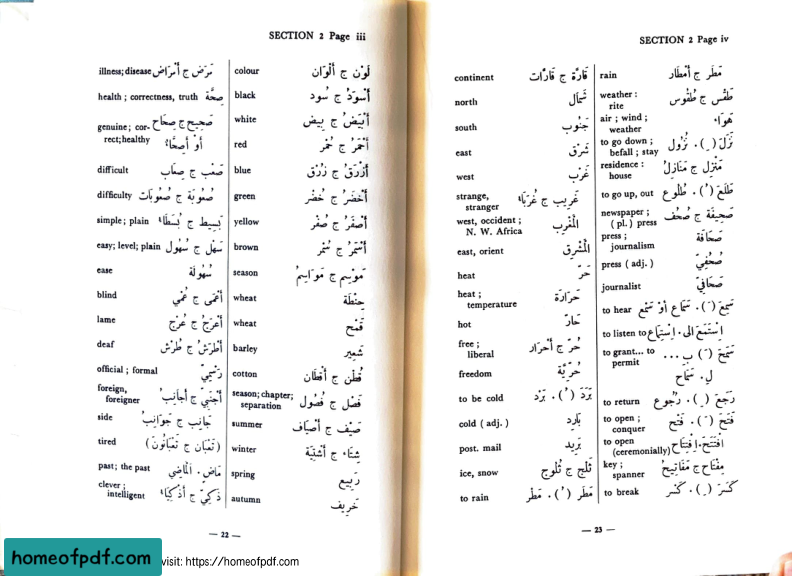 SECTION 2 Page iii
illness; disease مَرَض ج أَمْرَاض
health ; correctness, truth صِحَّة
genuine ; cor-
rect; healthy صَحِيح ج صِحَاح
أَوْ أَصِحَّاءُ
difficult صَعْب ج صِعَاب
difficulty صُعُوبَة ج صُعُوبَات
simple ; plain بَسِيط ج بُسَطَاءُ
easy; level; plain سَهْل ج سُهُول
ease سُهُولَة
blind أَعْمَى ج عُمْي
lame أَعْرَجُ ج عُرْج
deaf أَطْرَشُ ج طُرْش
official ; formal رَسْمِيّ
foreign,
foreigner أَجْنَبِيّ ج أَجَانِبُ
side جَانِب ج جَوَانِبُ
tired (تَعْبَان ج تَعْبَانُونَ)
past; the past مَاضٍ . الْمَاضِي
clever ;
intelligent ذَكِيّ ج أَذْكِيَاءُ
colour لَوْن ج أَلْوَان
black أَسْوَدُ ج سُود
white أَبْيَضُ ج بِيض
red أَحْمَرُ ج حُمْر
blue أَزْرَقُ ج زُرْق
green أَخْضَرُ ج خُضْر
yellow أَصْفَرُ ج صُفْر
brown أَسْمَرُ ج سُمْر
season مَوْسِم ج مَوَاسِمُ
wheat حِنْطَة
wheat قَمْح
barley شَعِير
cotton قُطْن ج أَقْطَان
season; chapter;
separation فَصْل ج فُصُول
summer صَيْف ج أَصْيَاف
winter شِتَاء ج أَشْتِيَة
spring رَبِيع
autumn خَرِيف
— 22 —
SECTION 2 Page iv
continent قَارَّة ج قَارَّات
north شَمَال
south جَنُوب
east شَرْق
west غَرْب
strange,
stranger غَرِيب ج غُرَبَاءُ
west, occident ;
N. W. Africa الْمَغْرِب
east, orient الْمَشْرِق
heat حَرّ
heat ;
temperature حَرَارَة
hot حَارّ
free ;
liberal حُرّ ج أَحْرَار
freedom حُرِّيَّة
to be cold بَرَدَ (ُ). بَرْد
cold ( adj. ) بَارِد
post. mail بَرِيد
ice, snow ثَلْج ج ثُلُوج
to rain مَطَرَ (ُ). مَطَر
rain مَطَر ج أَمْطَار
weather :
rite طَقْس ج طُقُوس
air ; wind ;
weather هَوَاء
to go down ;
befall ; stay نَزَلَ (ِ). نُزُول
residence :
house مَنْزِل ج مَنَازِلُ
to go up, out طَلَعَ (ُ). طُلُوع
newspaper ;
( pl. ) press صَحِيفَة ج صُحُف
press ;
journalism صَحَافَة
press ( adj. ) صُحُفِيّ
journalist صَحَافِيّ
to hear سَمِعَ (َ). سَمَاع أَوْ سَمْع
to listen to اِسْتَمَعَ الى. اِسْتِمَاع
to grant... to
permit سَمَحَ (َ) بِ ...
لِ. سَمَاح
to return رَجَعَ (ِ). رُجُوع
to open ;
conquer فَتَحَ (َ). فَتْح
to open
(ceremonially) اِفْتَتَحَ. اِفْتِتَاح
key ;
spanner مِفْتَاح ج مَفَاتِيحُ
to break كَسَرَ (ِ). كَسْر
— 23 —
homeofpdf.com
visit: https://homeofpdf.com